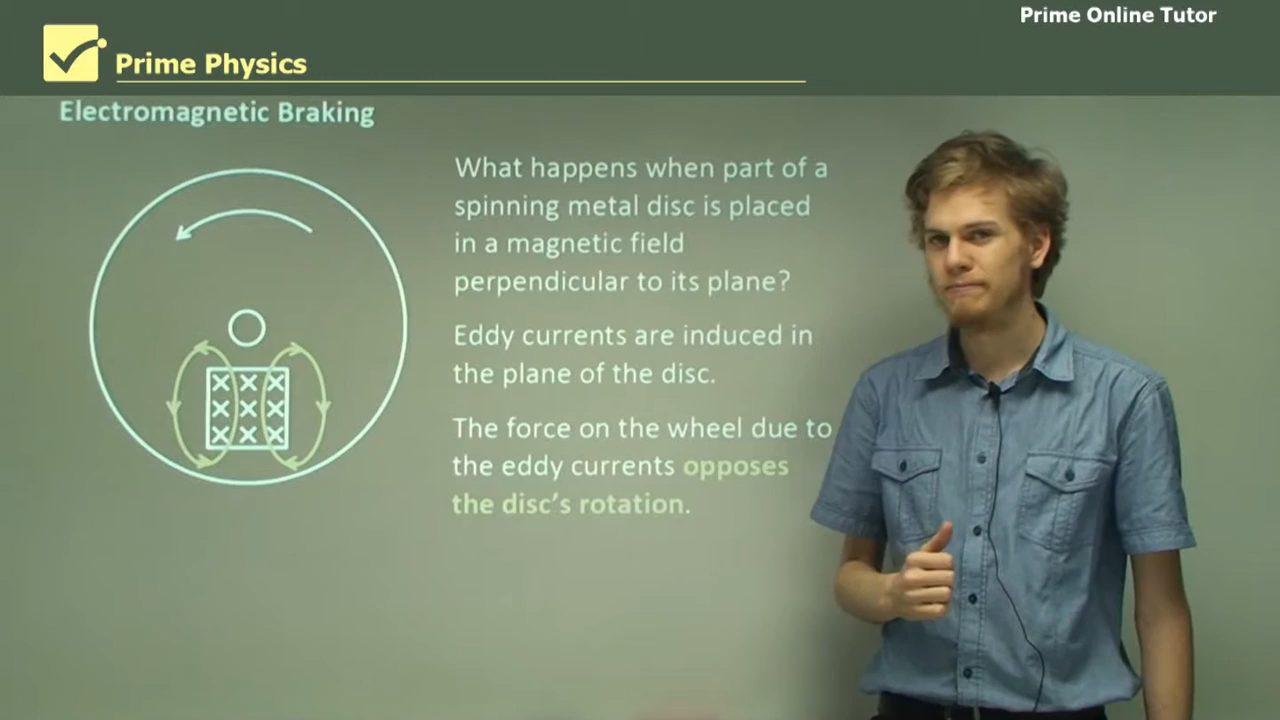 Prime Online Tutor
Prime Physics
Electromagnetic Braking
What happens when part of a
spinning metal disc is placed
in a magnetic field
perpendicular to its plane?
Eddy currents are induced in
the plane of the disc.
The force on the wheel due to
the eddy currents opposes
the disc's rotation.
× × ×
× × ×
× × ×